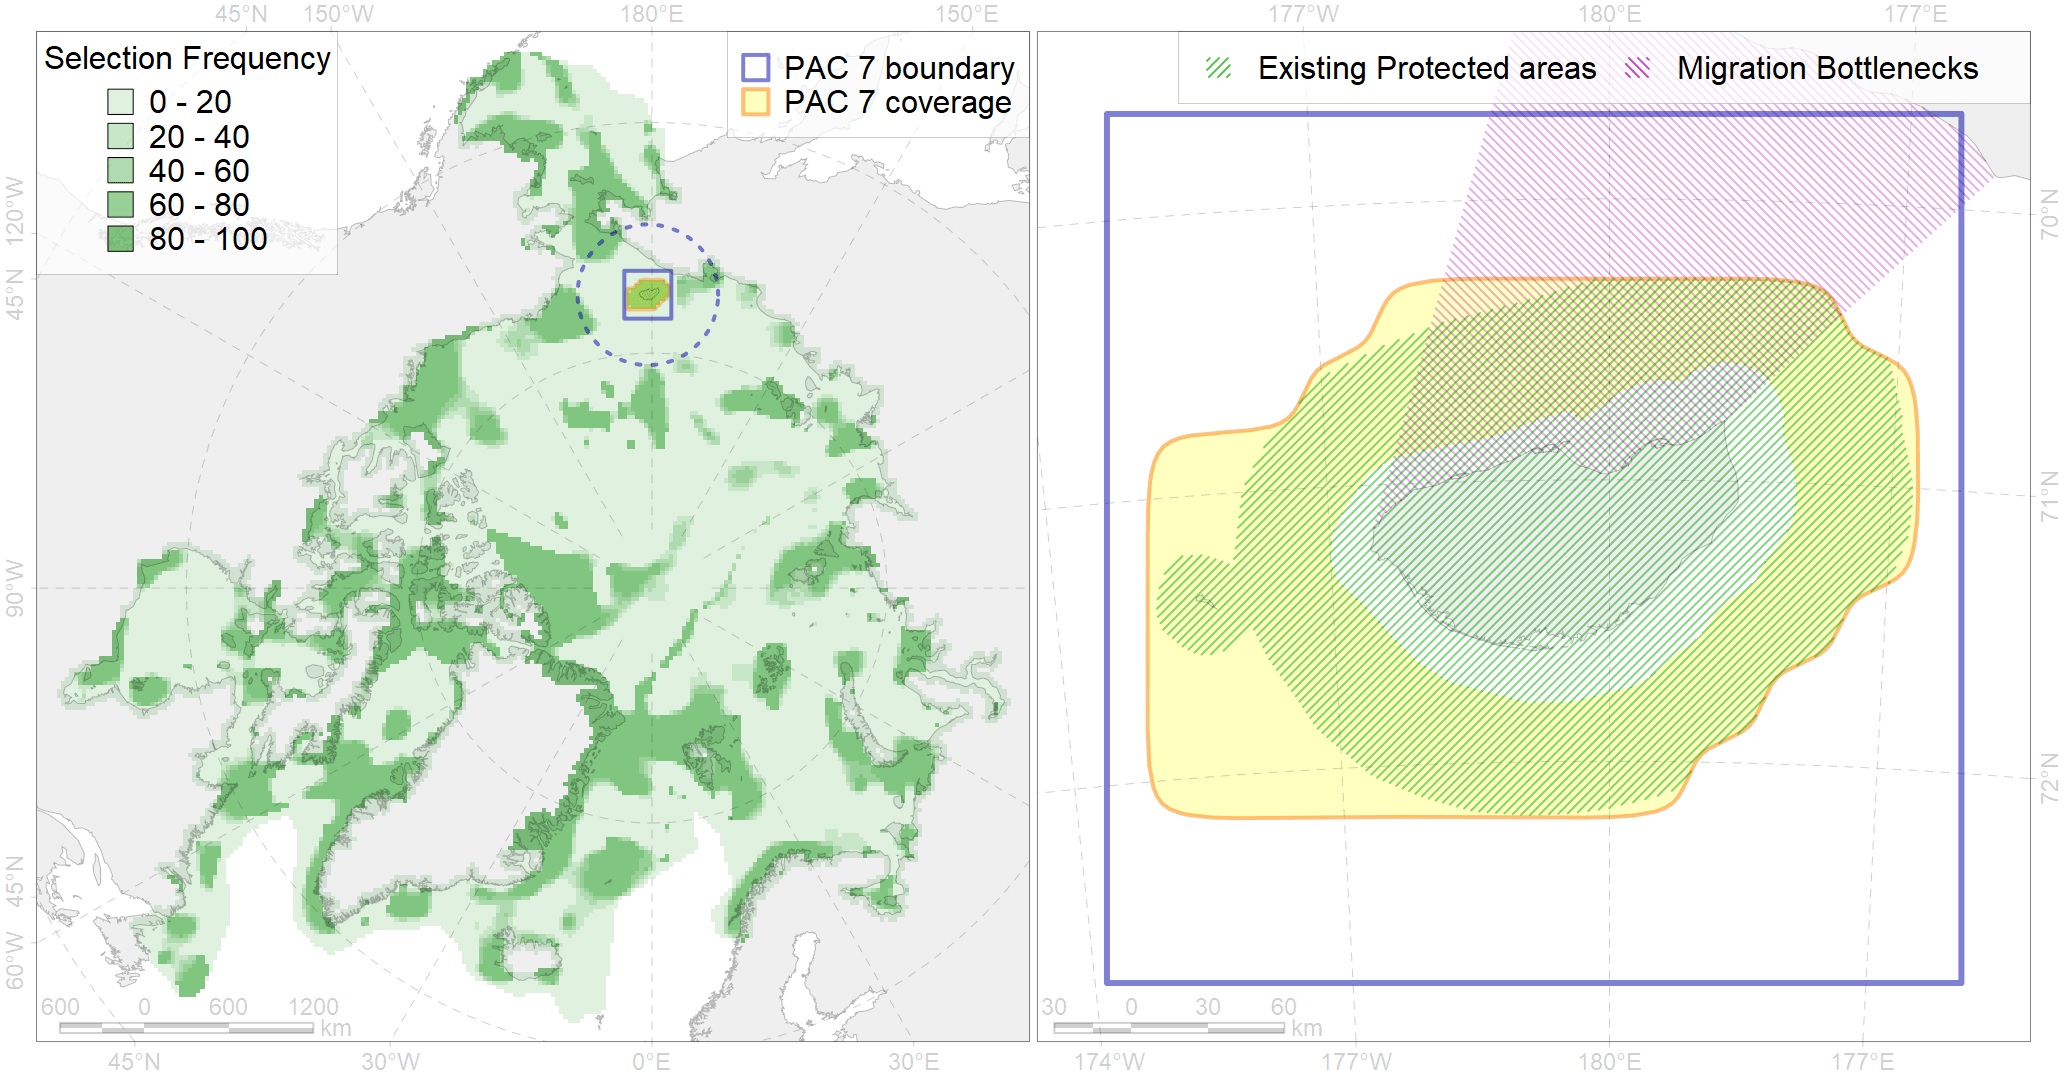 45°N 150°W 180°E 150°E
177°W 180°E 177°E
Selection Frequency
0 - 20
20 - 40
40 - 60
60 - 80
80 - 100
PAC 7 boundary
PAC 7 coverage
Existing Protected areas
Migration Bottlenecks
120°W
45°N
90°W
45°N
60°W
70°N
71°N
72°N
600 0 600 1200
km
30 0 30 60
km
45°N 30°W 0°E 30°E
174°W 177°W 180°E 177°E